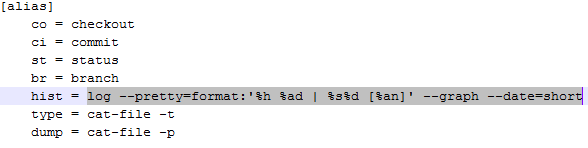 [alias]
co = checkout
ci = commit
st = status
br = branch
hist = log --pretty=format:'%h %ad | %s%d [%an]' --graph --date=short
type = cat-file -t
dump = cat-file -p